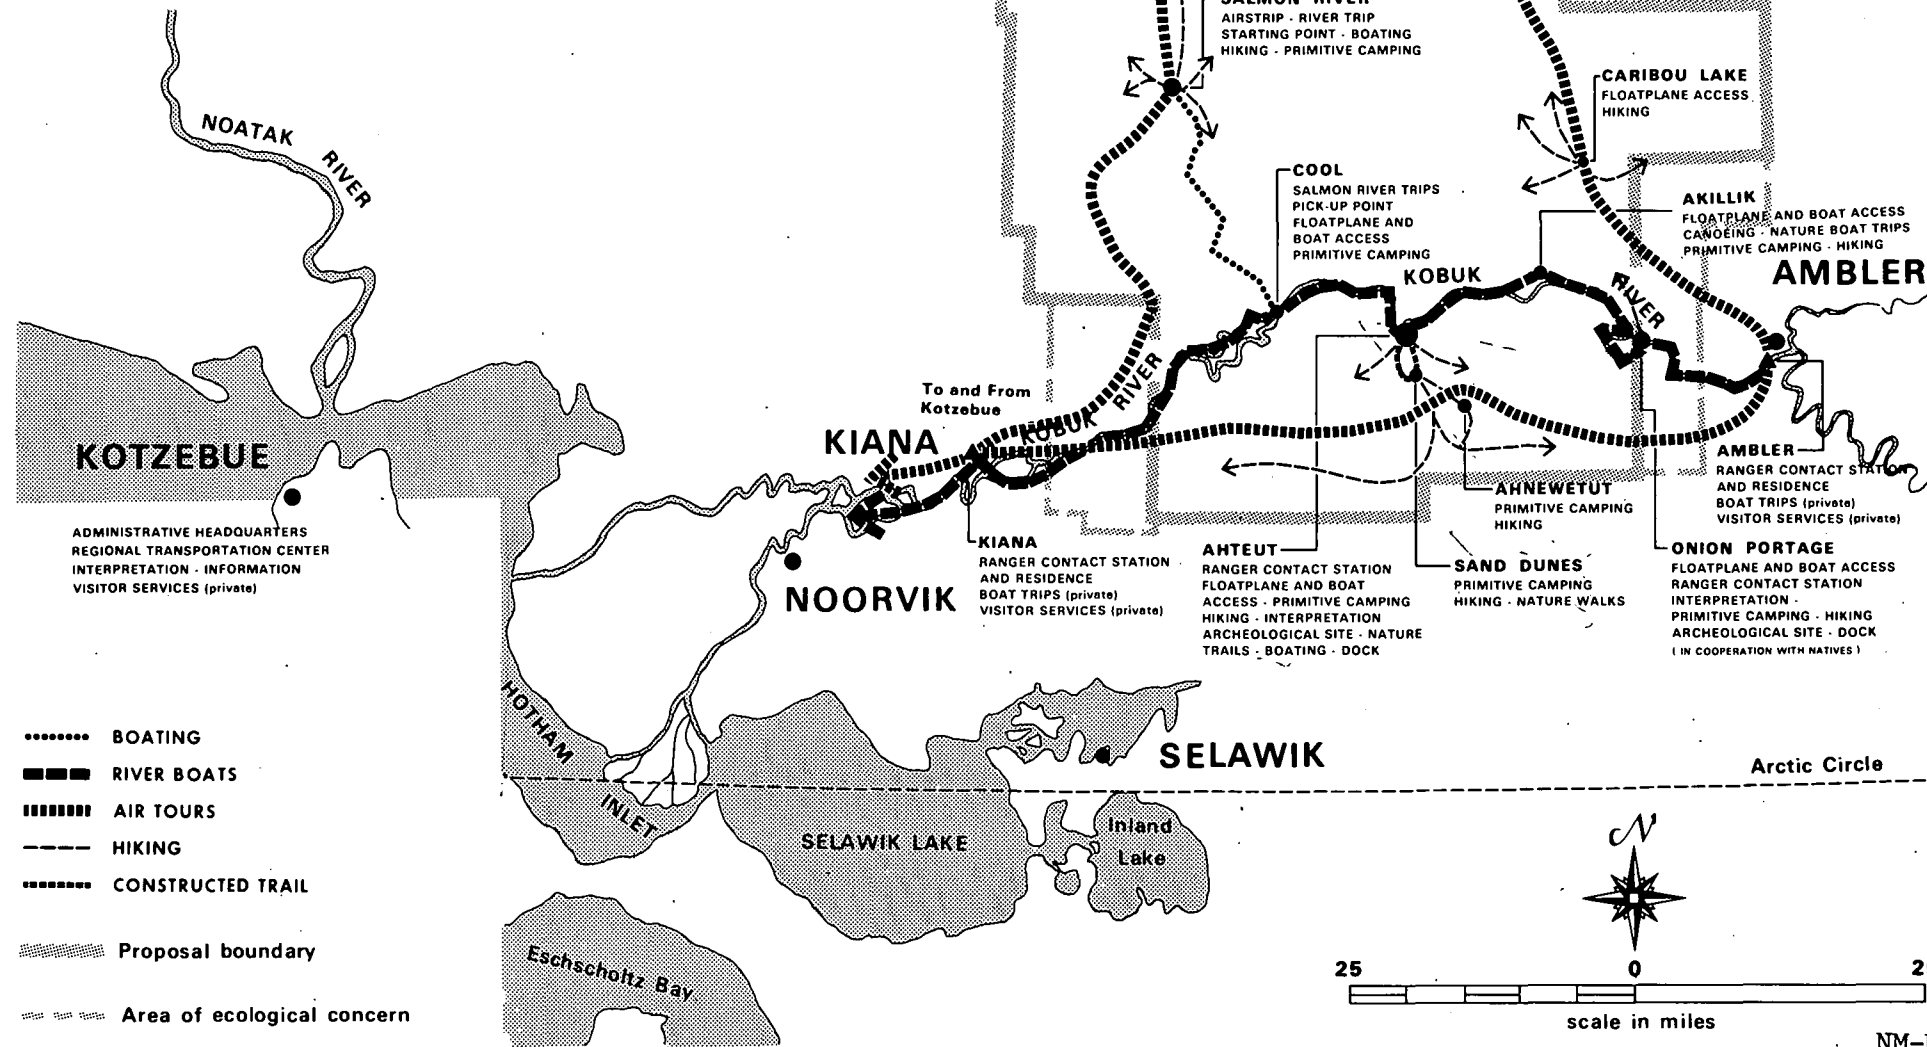 SALMON RIVER
AIRSTRIP - RIVER TRIP
STARTING POINT - BOATING
HIKING - PRIMITIVE CAMPING
CARIBOU LAKE
FLOATPLANE ACCESS
HIKING
NOATAK RIVER
COOL
SALMON RIVER TRIPS
PICK-UP POINT
FLOATPLANE AND
BOAT ACCESS
PRIMITIVE CAMPING
AKILLIK
FLOATPLANE AND BOAT ACCESS
CANOEING - NATURE BOAT TRIPS
PRIMITIVE CAMPING - HIKING
AMBLER
KOBUK RIVER
To and From
Kotzebue
KOBUK RIVER
KIANA
KOTZEBUE
ADMINISTRATIVE HEADQUARTERS
REGIONAL TRANSPORTATION CENTER
INTERPRETATION - INFORMATION
VISITOR SERVICES (private)
NOORVIK
KIANA
RANGER CONTACT STATION
AND RESIDENCE
BOAT TRIPS (private)
VISITOR SERVICES (private)
AHTEUT
RANGER CONTACT STATION
FLOATPLANE AND BOAT
ACCESS - PRIMITIVE CAMPING
HIKING - INTERPRETATION
ARCHEOLOGICAL SITE - NATURE
TRAILS - BOATING - DOCK
AHNEWETUT
PRIMITIVE CAMPING
HIKING
SAND DUNES
PRIMITIVE CAMPING
HIKING - NATURE WALKS
AMBLER
RANGER CONTACT STATION
AND RESIDENCE
BOAT TRIPS (private)
VISITOR SERVICES (private)
ONION PORTAGE
FLOATPLANE AND BOAT ACCESS
RANGER CONTACT STATION
INTERPRETATION -
PRIMITIVE CAMPING - HIKING
ARCHEOLOGICAL SITE - DOCK
( IN COOPERATION WITH NATIVES )
HOTHAM INLET
SELAWIK
Arctic Circle
SELAWIK LAKE
Inland
Lake
Eschscholtz Bay
BOATING
RIVER BOATS
AIR TOURS
HIKING
CONSTRUCTED TRAIL
Proposal boundary
Area of ecological concern
N
25 0 2
scale in miles
NM-